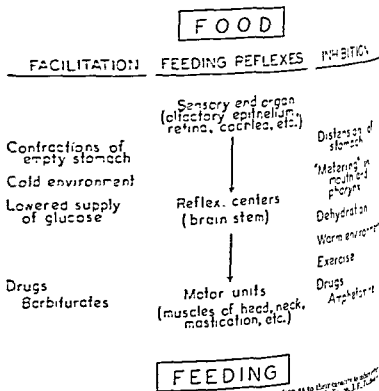 FOOD
FACILITATION
FEEDING REFLEXES
INHIBITION
Sensory end organ
(olfactory epithelium,
retina, cochlea, etc.)
Contractions of
empty stomach
Cold environment
Lowered supply
of glucose
Reflex centers
(brain stem)
Drugs
Barbiturates
Motor units
(muscles of head, neck,
mastication, etc.)
Distension of
stomach
"Metering" in
mouth and
pharynx
Dehydration
Warm environment
Exercise
Drugs
Amphetamine
FEEDING